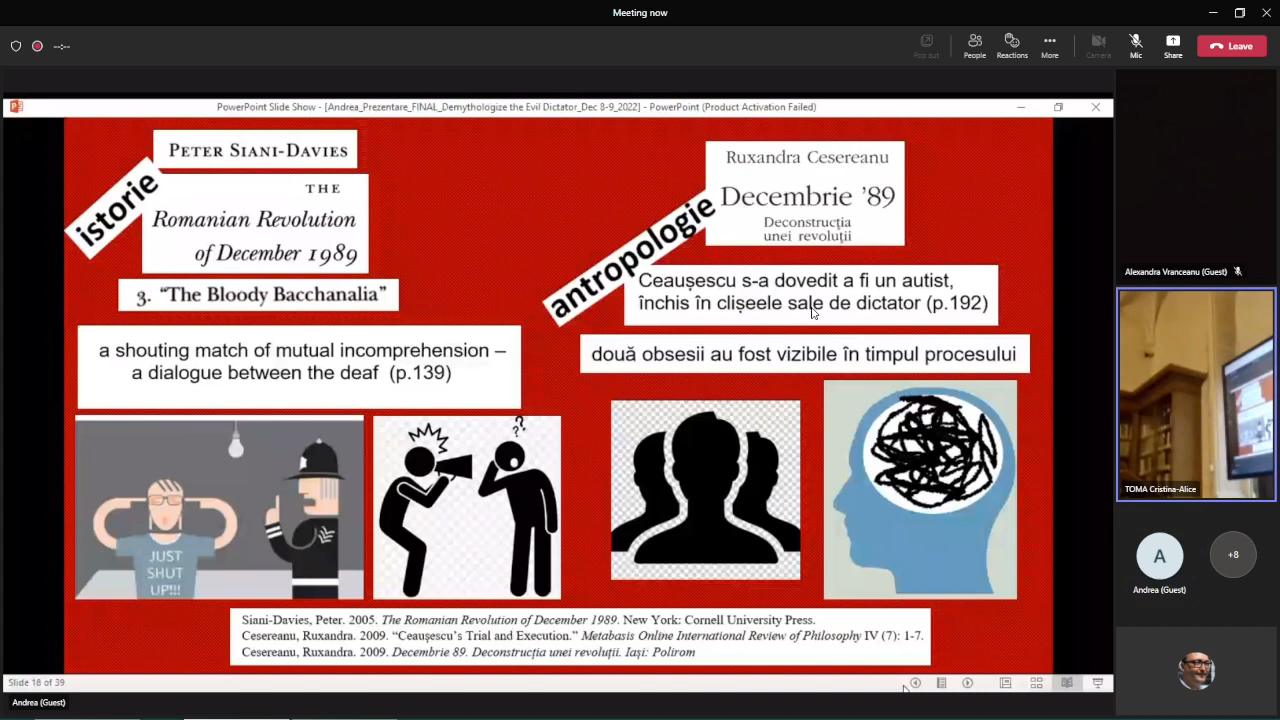 Meeting now
--:--
Pop out
People
Reactions
More
Camera
Mic
Share
Leave
PowerPoint Slide Show - [Andrea_Prezentare_FINAL_Demythologize the Evil Dictator_Dec 8-9_2022] - PowerPoint (Product Activation Failed)
istorie
PETER SIANI-DAVIES
THE
Romanian Revolution
of December 1989
3. “The Bloody Bacchanalia”
a shouting match of mutual incomprehension –
a dialogue between the deaf (p.139)
JUST
SHUT
UP!!!
??
antropologie
Ruxandra Cesereanu
Decembrie ’89
Deconstrucția
unei revoluții
Ceaușescu s-a dovedit a fi un autist,
închis în clișeele sale de dictator (p.192)
două obsesii au fost vizibile în timpul procesului
Siani-Davies, Peter. 2005. The Romanian Revolution of December 1989. New York: Cornell University Press.
Cesereanu, Ruxandra. 2009. “Ceaușescu’s Trial and Execution.” Metabasis Online International Review of Philosophy IV (7): 1-7.
Cesereanu, Ruxandra. 2009. Decembrie 89. Deconstrucția unei revoluții. Iași: Polirom
Slide 18 of 39
Andrea (Guest)
Alexandra Vranceanu (Guest)
TOMA Cristina-Alice
A
Andrea (Guest)
+8